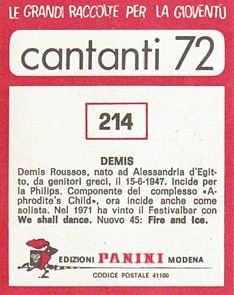 LE GRANDI RACCOLTE PER LA GIOVENTÙ
cantanti 72
214
DEMIS
Demis Roussos, nato ad Alessandria d'Egit-
to, da genitori greci, il 15-6-1947. Incide per
la Phillips. Componente del complesso «A-
phrodite's Child», ora incide anche come
solista. Nel 1971 ha vinto il Festivalbar con
We shall dance. Nuovo 45: Fire and Ice.
EDIZIONI PANINI MODENA
CODICE POSTALE 41100